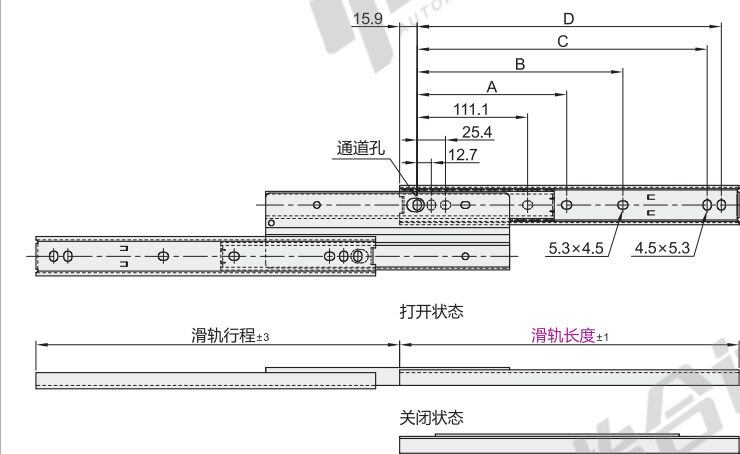 15.9
D
C
B
A
111.1
25.4
通道孔
12.7
5.3×4.5
4.5×5.3
打开状态
滑轨行程±3
滑轨长度±1
关闭状态